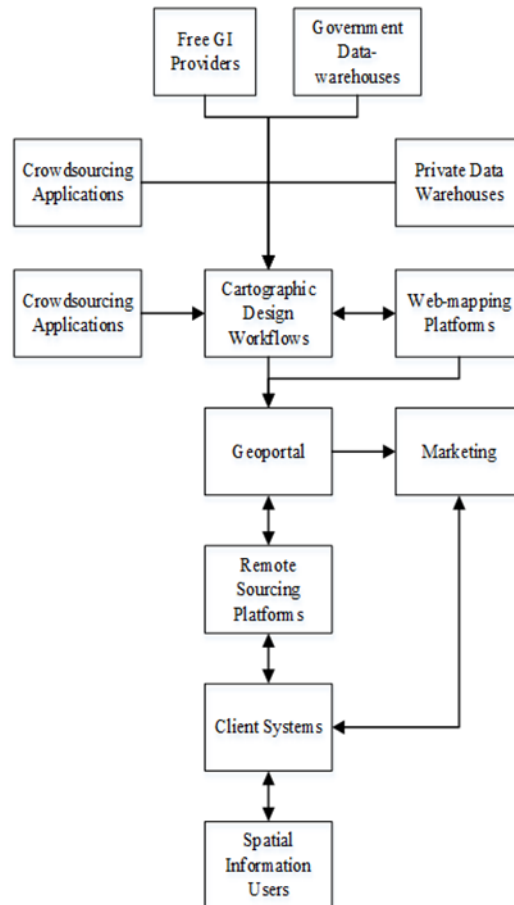 Free GI
Providers
Government
Data-
warehouses
Crowdsourcing
Applications
Private Data
Warehouses
Crowdsourcing
Applications
Cartographic
Design
Workflows
Web-mapping
Platforms
Geoportal
Marketing
Remote
Sourcing
Platforms
Client Systems
Spatial
Information
Users